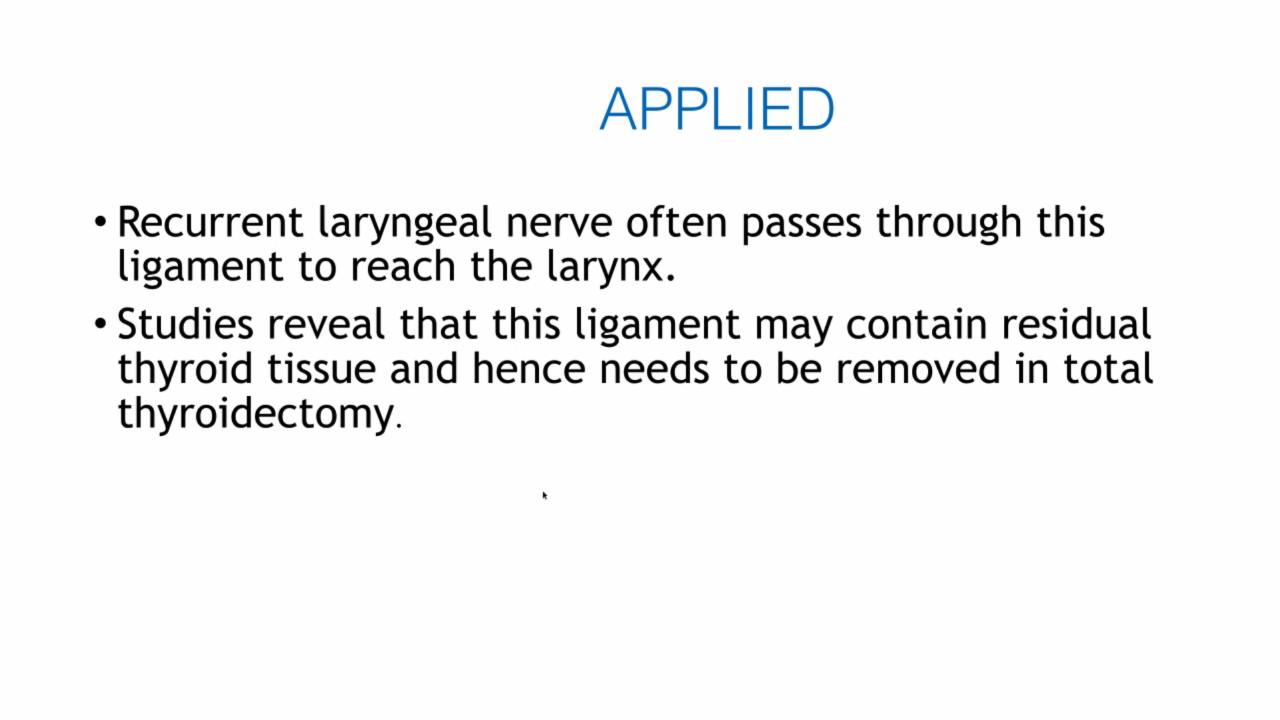 APPLIED
• Recurrent laryngeal nerve often passes through this
ligament to reach the larynx.
• Studies reveal that this ligament may contain residual
thyroid tissue and hence needs to be removed in total
thyroidectomy.